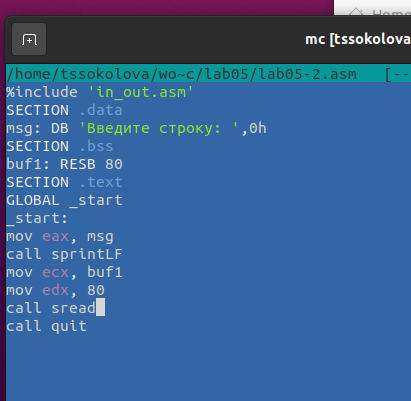 Home
mc [tssokolova
/home/tssokolova/wo~c/lab05/lab05-2.asm [--
%include 'in_out.asm'
SECTION .data
msg: DB 'Введите строку: ',0h
SECTION .bss
buf1: RESB 80
SECTION .text
GLOBAL _start
_start:
mov eax, msg
call sprintLF
mov ecx, buf1
mov edx, 80
call sread
call quit